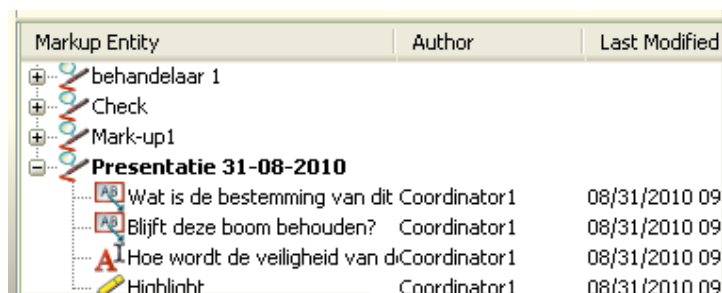 Markup Entity Author Last Modified
behandelaar 1
Check
Mark-up1
Presentatie 31-08-2010
Wat is de bestemming van dit Coordinator1 08/31/2010 09
Blijft deze boom behouden? Coordinator1 08/31/2010 09
Hoe wordt de veiligheid van d Coordinator1 08/31/2010 09
Highlight Coordinator1 08/31/2010 09